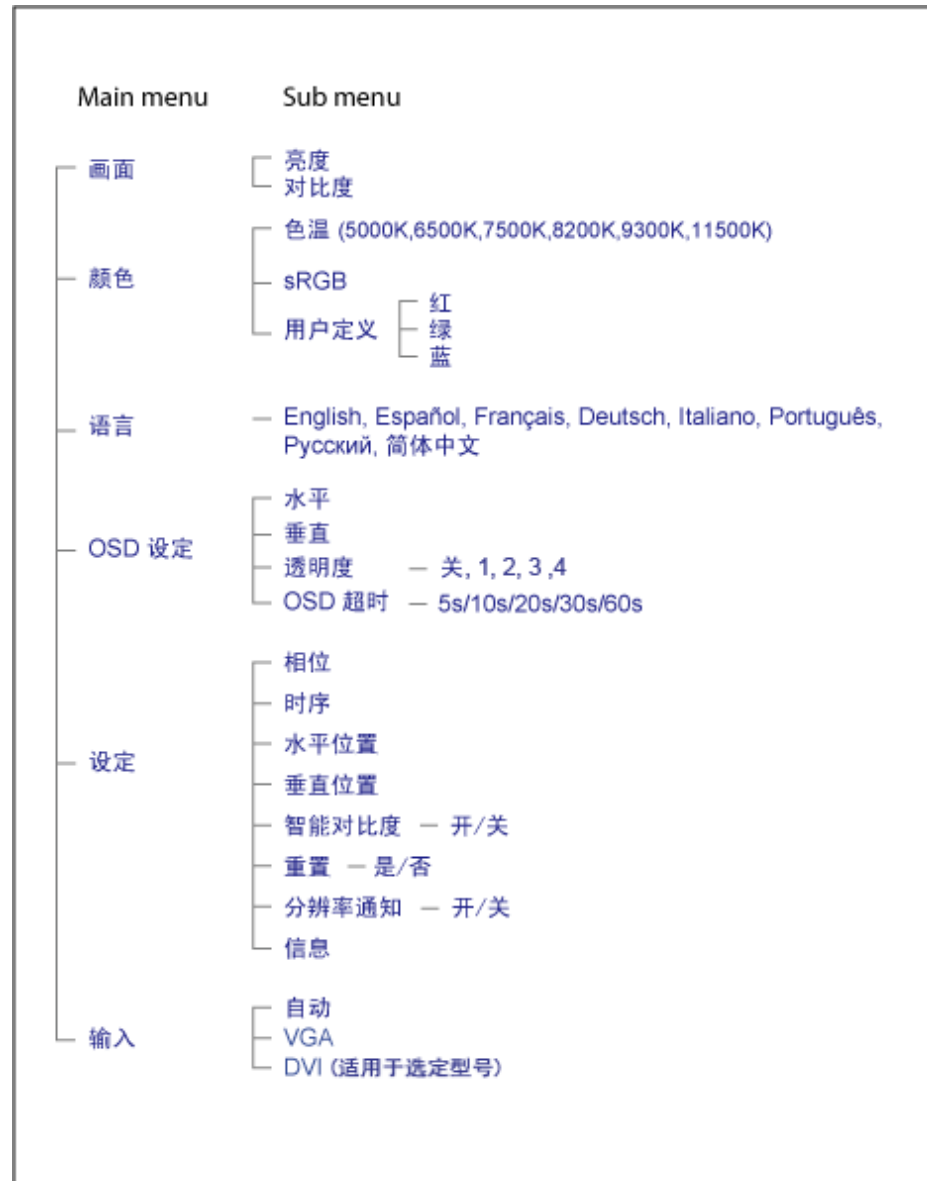 Main menu Sub menu
画面 亮度
对比度
颜色 色温 (5000K,6500K,7500K,8200K,9300K,11500K)
sRGB
用户定义 红
绿
蓝
语言 English, Español, Français, Deutsch, Italiano, Português,
Русский, 简体中文
OSD 设定 水平
垂直
透明度 — 关, 1, 2, 3 ,4
OSD 超时 — 5s/10s/20s/30s/60s
设定 相位
时序
水平位置
垂直位置
智能对比度 — 开/关
重置 — 是/否
分辨率通知 — 开/关
信息
输入 自动
VGA
DVI (适用于选定型号)